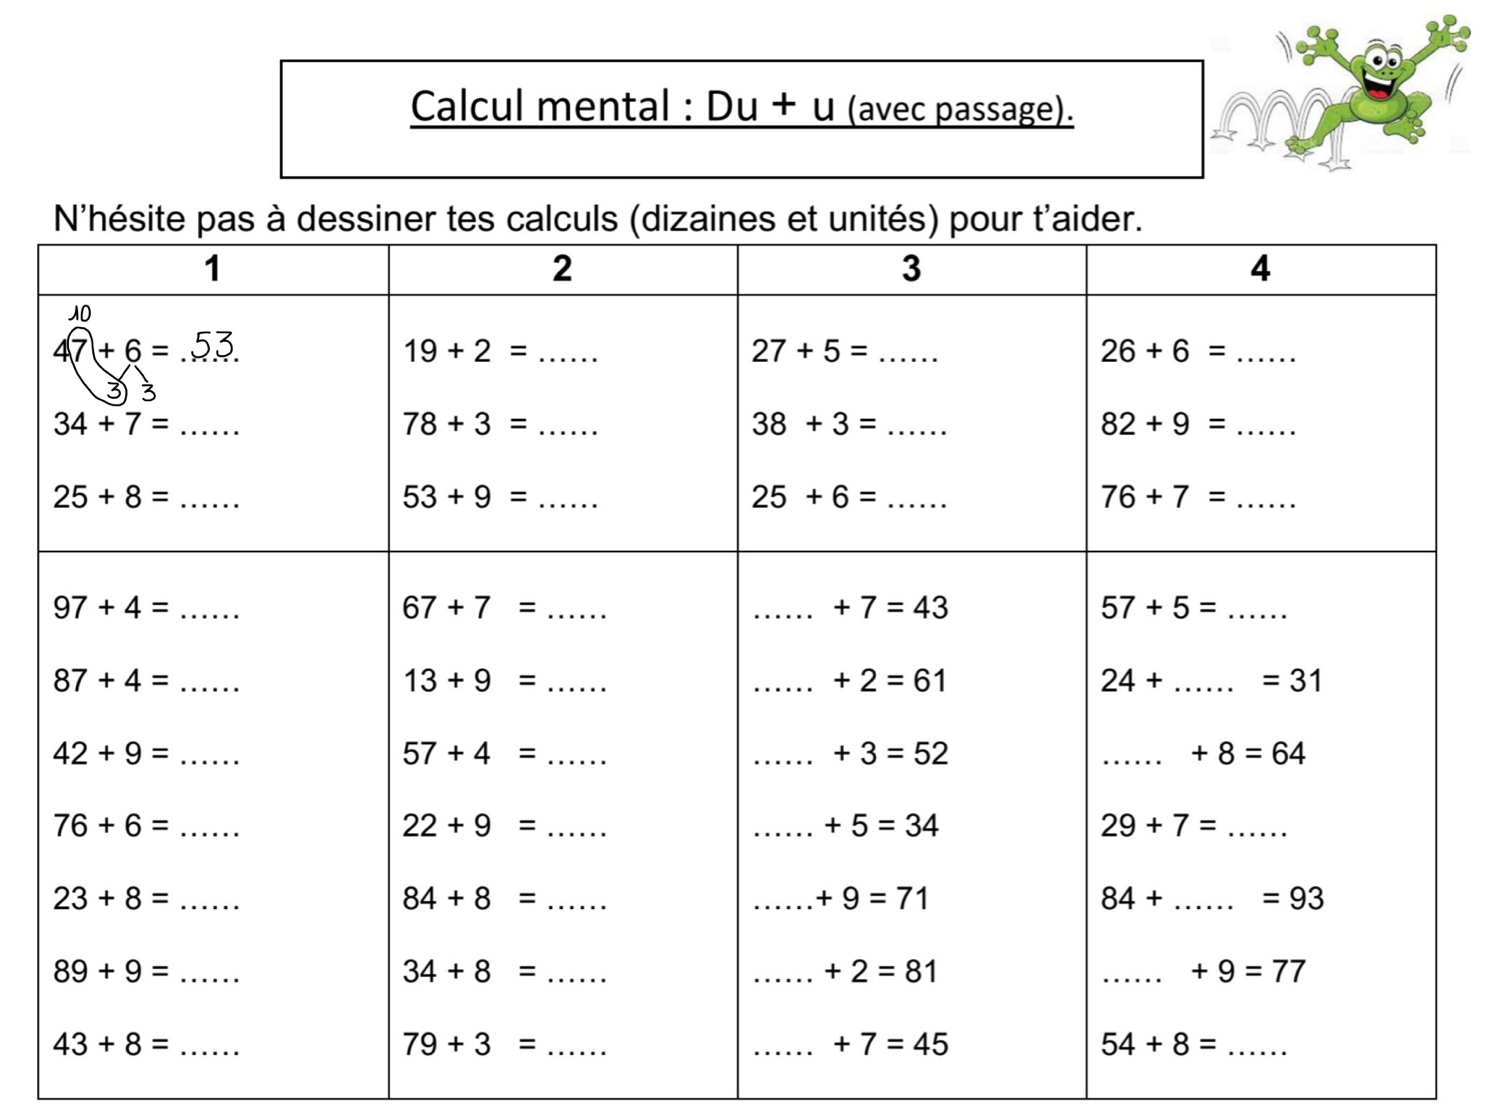 Calcul mental : Du + u (avec passage).
N'hésite pas à dessiner tes calculs (dizaines et unités) pour t'aider.
1 2 3 4
10
47 + 6 = ...53... 19 + 2 = ...... 27 + 5 = ...... 26 + 6 = ......
3 3
34 + 7 = ...... 78 + 3 = ...... 38 + 3 = ...... 82 + 9 = ......
25 + 8 = ...... 53 + 9 = ...... 25 + 6 = ...... 76 + 7 = ......
97 + 4 = ...... 67 + 7 = ...... ...... + 7 = 43 57 + 5 = ......
87 + 4 = ...... 13 + 9 = ...... ...... + 2 = 61 24 + ...... = 31
42 + 9 = ...... 57 + 4 = ...... ...... + 3 = 52 ...... + 8 = 64
76 + 6 = ...... 22 + 9 = ...... ...... + 5 = 34 29 + 7 = ......
23 + 8 = ...... 84 + 8 = ...... ......+ 9 = 71 84 + ...... = 93
89 + 9 = ...... 34 + 8 = ...... ...... + 2 = 81 ...... + 9 = 77
43 + 8 = ...... 79 + 3 = ...... ...... + 7 = 45 54 + 8 = ......